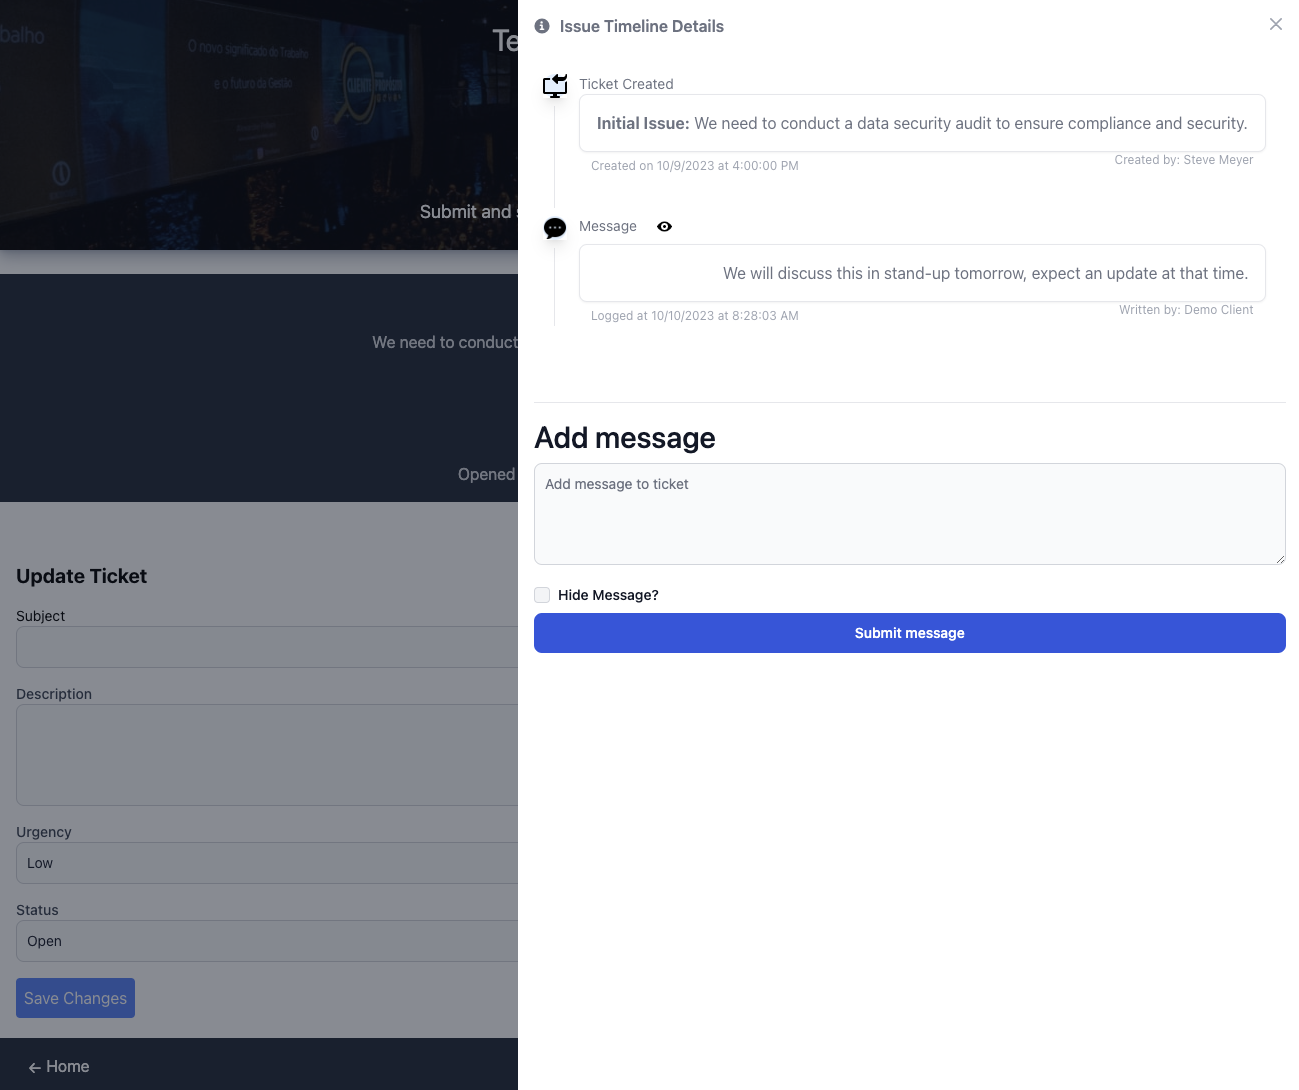 balho
O novo significado do Trabalho
e o futuro da Gestão
Te
Submit and s
We need to conduct
Opened
Update Ticket
Subject
Description
Urgency
Low
Status
Open
Save Changes
← Home
Issue Timeline Details
Ticket Created
Initial Issue: We need to conduct a data security audit to ensure compliance and security.
Created on 10/9/2023 at 4:00:00 PM
Created by: Steve Meyer
Message
We will discuss this in stand-up tomorrow, expect an update at that time.
Logged at 10/10/2023 at 8:28:03 AM
Written by: Demo Client
Add message
Add message to ticket
Hide Message?
Submit message